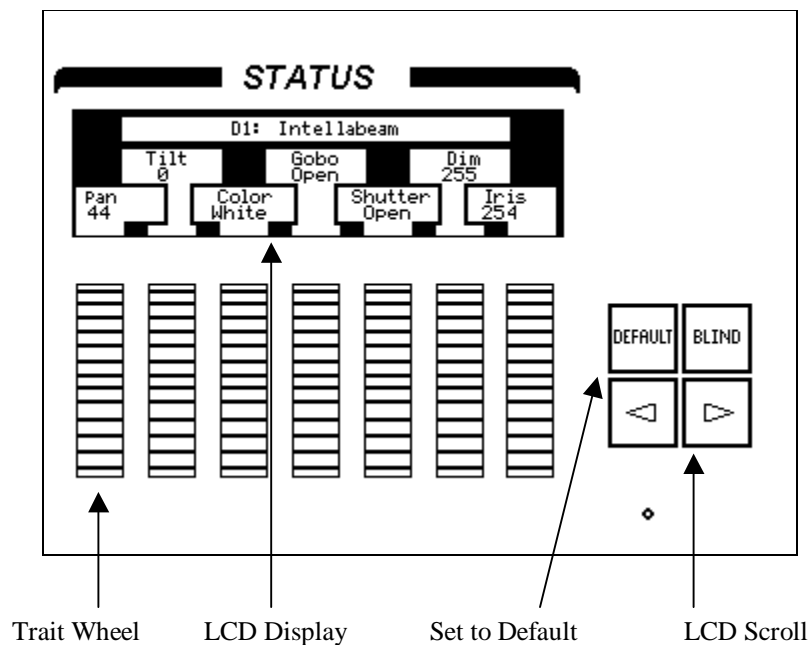 STATUS
D1: Intellabeam
Tilt Gobo Dim
0 Open 255
Pan Color Shutter Iris
44 White Open 254
DEFAULT BLIND
Trait Wheel LCD Display Set to Default LCD Scroll